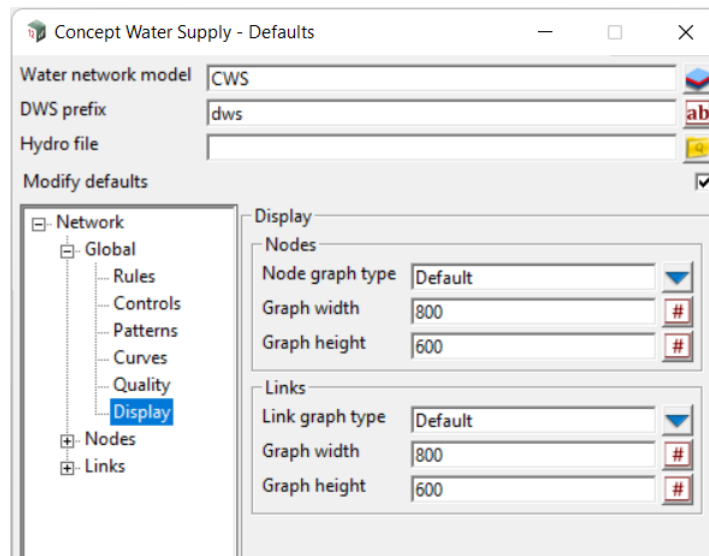 Concept Water Supply - Defaults
Water network model CWS
DWS prefix dws ab
Hydro file
Modify defaults
Network
Global
Rules
Controls
Patterns
Curves
Quality
Display
Nodes
Links
Display
Nodes
Node graph type Default
Graph width 800 #
Graph height 600 #
Links
Link graph type Default
Graph width 800 #
Graph height 600 #